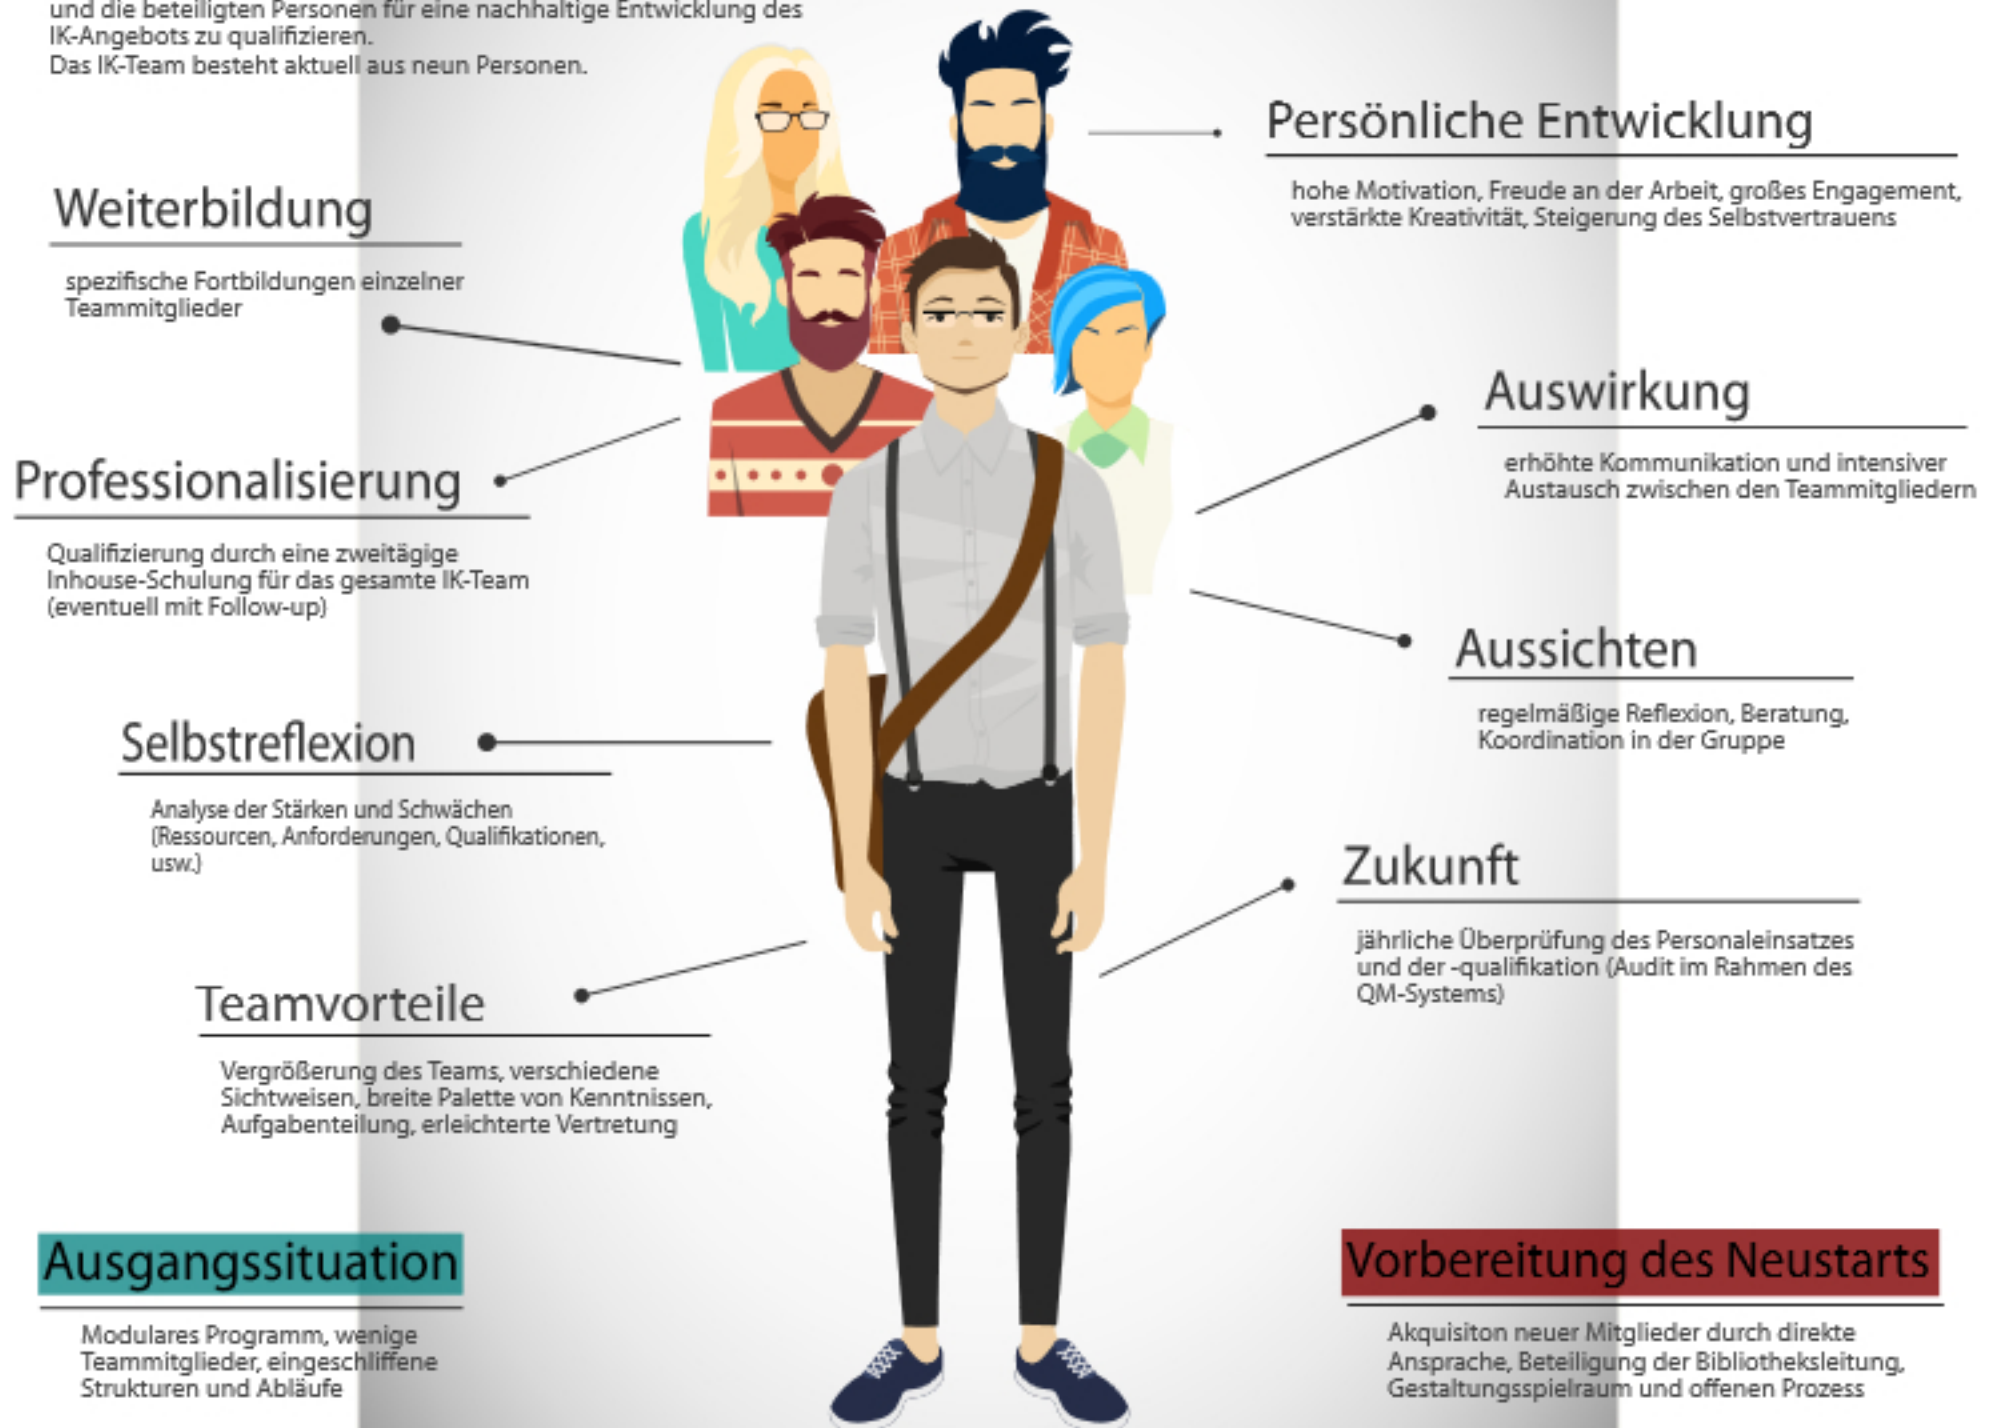 und die beteiligten Personen für eine nachhaltige Entwicklung des
IK-Angebots zu qualifizieren.
Das IK-Team besteht aktuell aus neun Personen.
Weiterbildung
spezifische Fortbildungen einzelner
Teammitglieder
Professionalisierung
Qualifizierung durch eine zweitägige
Inhouse-Schulung für das gesamte IK-Team
(eventuell mit Follow-up)
Selbstreflexion
Analyse der Stärken und Schwächen
(Ressourcen, Anforderungen, Qualifikationen,
usw.)
Teamvorteile
Vergrößerung des Teams, verschiedene
Sichtweisen, breite Palette von Kenntnissen,
Aufgabenteilung, erleichterte Vertretung
Ausgangssituation
Modulares Programm, wenige
Teammitglieder, eingeschliffene
Strukturen und Abläufe
Persönliche Entwicklung
hohe Motivation, Freude an der Arbeit, großes Engagement,
verstärkte Kreativität, Steigerung des Selbstvertrauens
Auswirkung
erhöhte Kommunikation und intensiver
Austausch zwischen den Teammitgliedern
Aussichten
regelmäßige Reflexion, Beratung,
Koordination in der Gruppe
Zukunft
jährliche Überprüfung des Personaleinsatzes
und der -qualifikation (Audit im Rahmen des
QM-Systems)
Vorbereitung des Neustarts
Akquisiton neuer Mitglieder durch direkte
Ansprache, Beteiligung der Bibliotheksleitung,
Gestaltungsspielraum und offenen Prozess